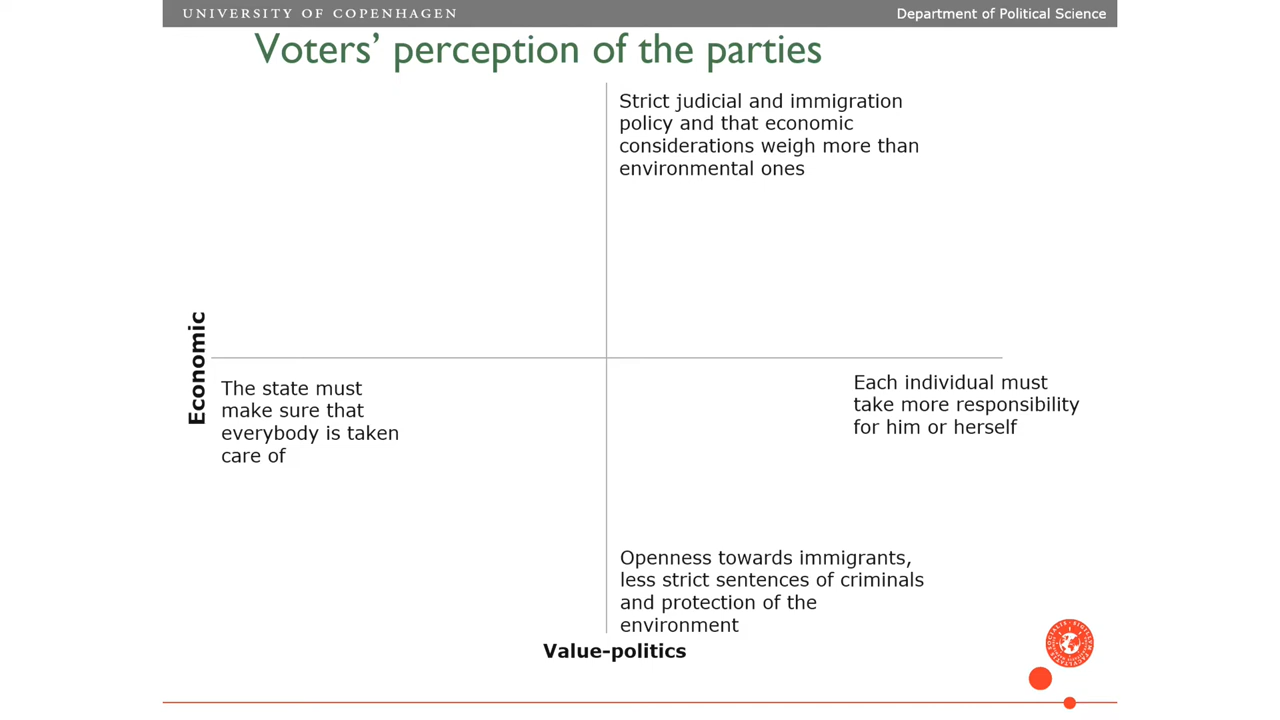 UNIVERSITY OF COPENHAGEN
Department of Political Science
Voters’ perception of the parties
Strict judicial and immigration
policy and that economic
considerations weigh more than
environmental ones
Economic
The state must
make sure that
everybody is taken
care of
Each individual must
take more responsibility
for him or herself
Openness towards immigrants,
less strict sentences of criminals
and protection of the
environment
Value-politics